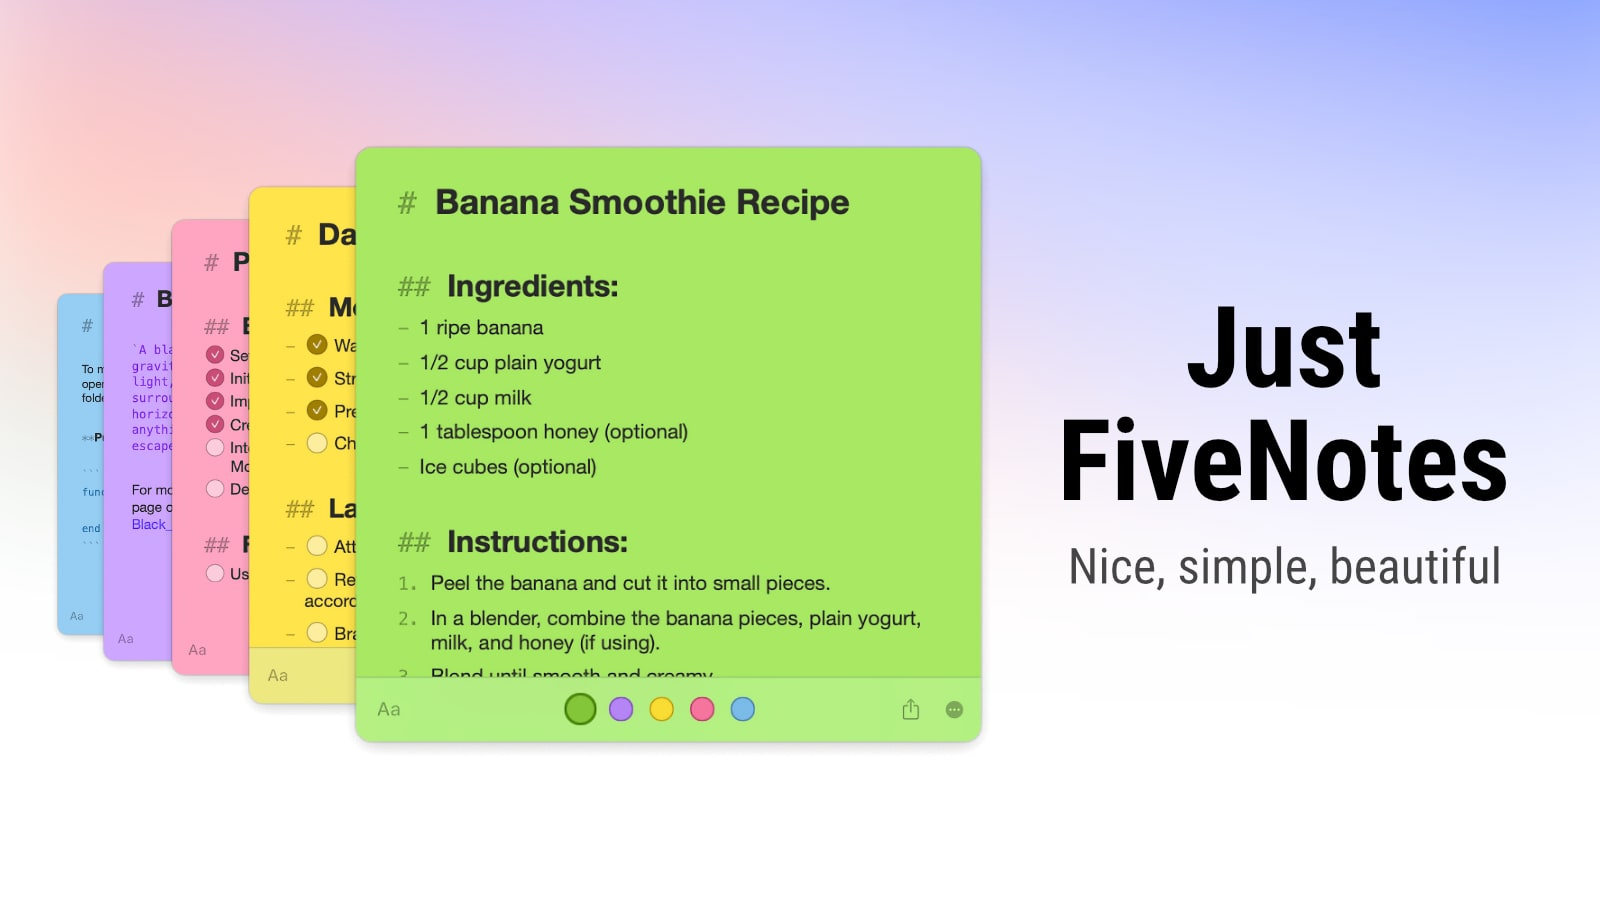 #
To m
oper
folde
**P
```
func
end
```
Aa
# B
`A bla
gravit
light,
surrou
horizo
anythi
escape
For mo
page o
Black_
Aa
# P
## E
Se
Init
Imp
Cre
Inte
Mo
De
## F
Us
Aa
# Da
## Mo
– Wa
– Str
– Pre
– Ch
## La
– Att
– Re
accord
– Bra
Aa
# Banana Smoothie Recipe
## Ingredients:
– 1 ripe banana
– 1/2 cup plain yogurt
– 1/2 cup milk
– 1 tablespoon honey (optional)
– Ice cubes (optional)
## Instructions:
1. Peel the banana and cut it into small pieces.
2. In a blender, combine the banana pieces, plain yogurt,
milk, and honey (if using).
3. Blend until smooth and creamy.
Aa
Just
FiveNotes
Nice, simple, beautiful